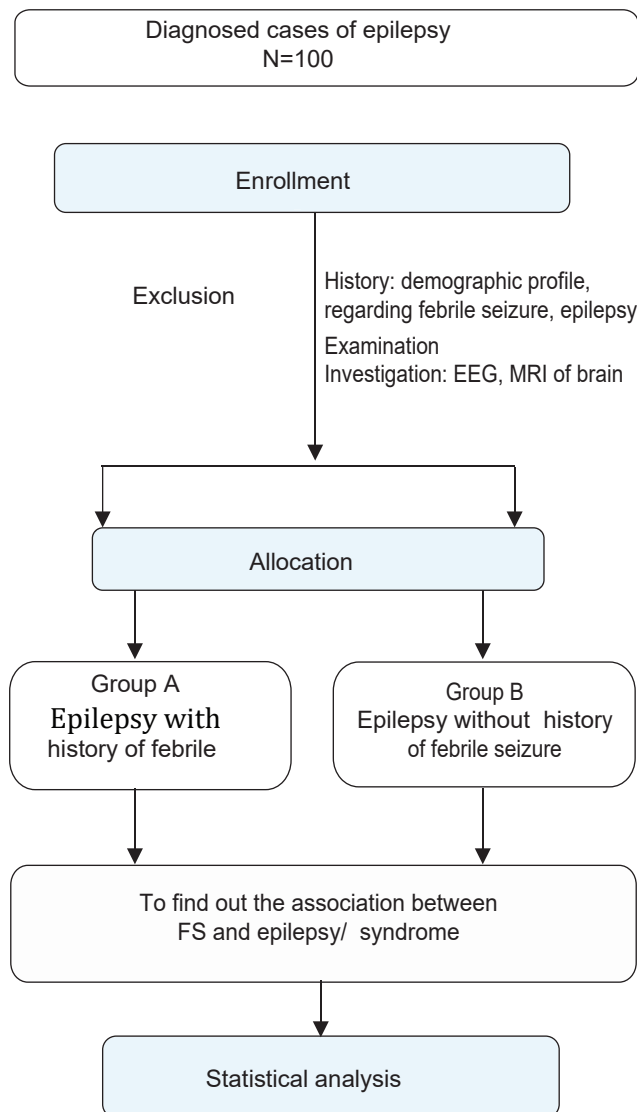 Diagnosed cases of epilepsy
N=100
Enrollment
Exclusion
History: demographic profile,
regarding febrile seizure, epilepsy
Examination
Investigation: EEG, MRI of brain
Allocation
Group A
Epilepsy with
history of febrile
Group B
Epilepsy without history
of febrile seizure
To find out the association between
FS and epilepsy/ syndrome
Statistical analysis